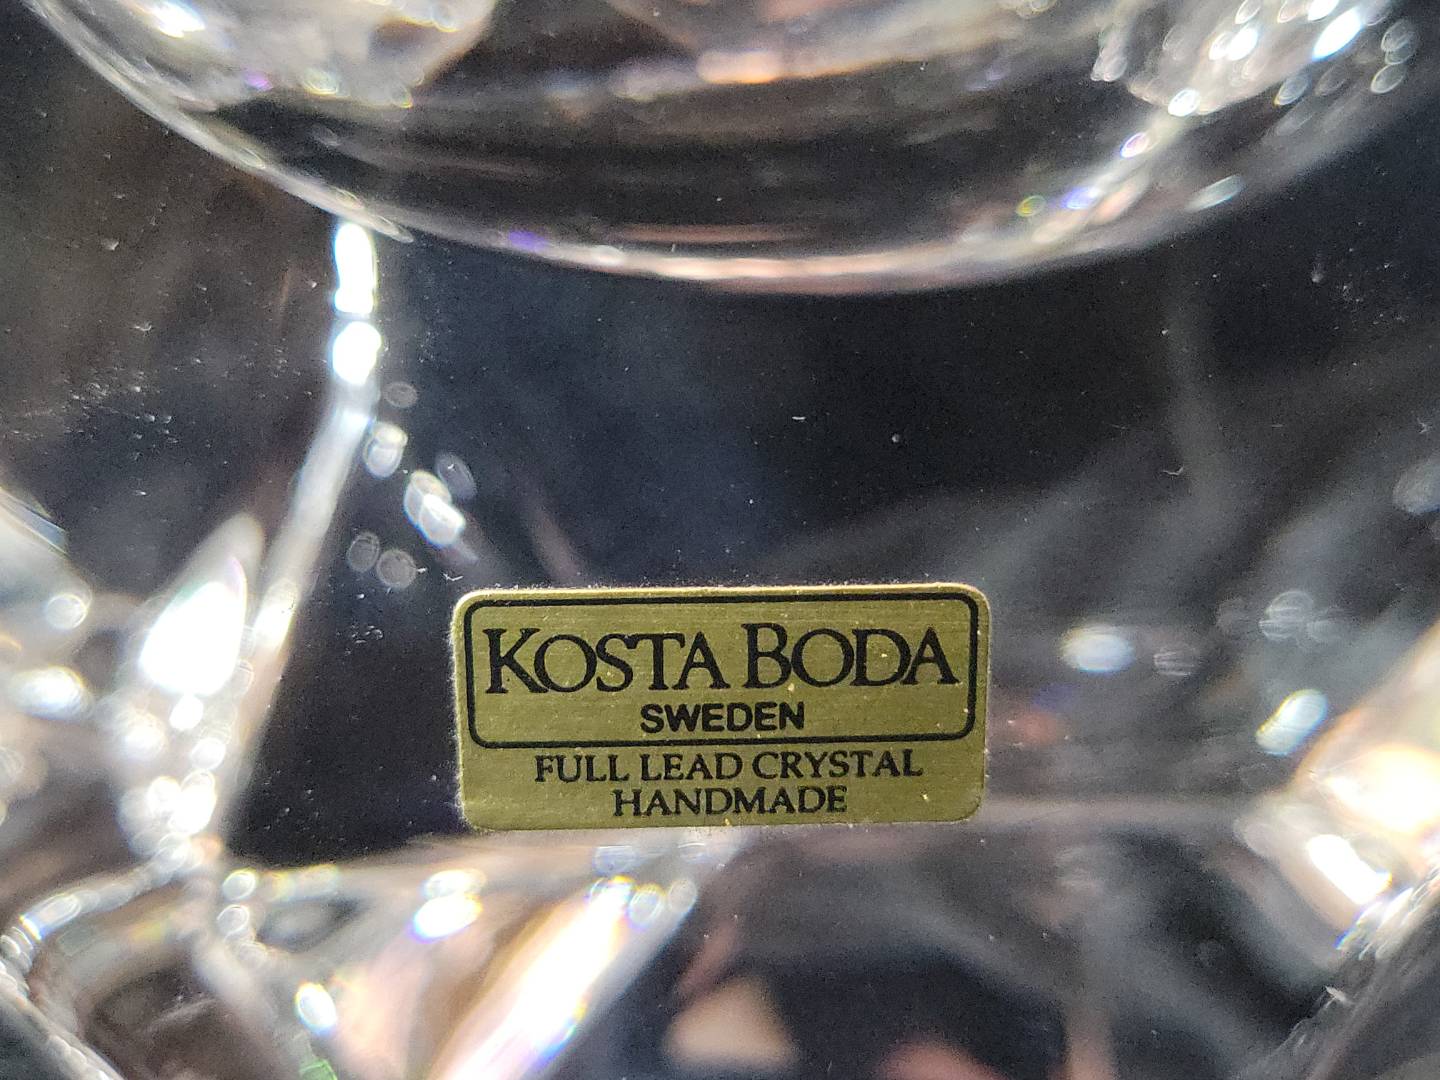 KOSTA BODA
SWEDEN
FULL LEAD CRYSTAL
HANDMADE